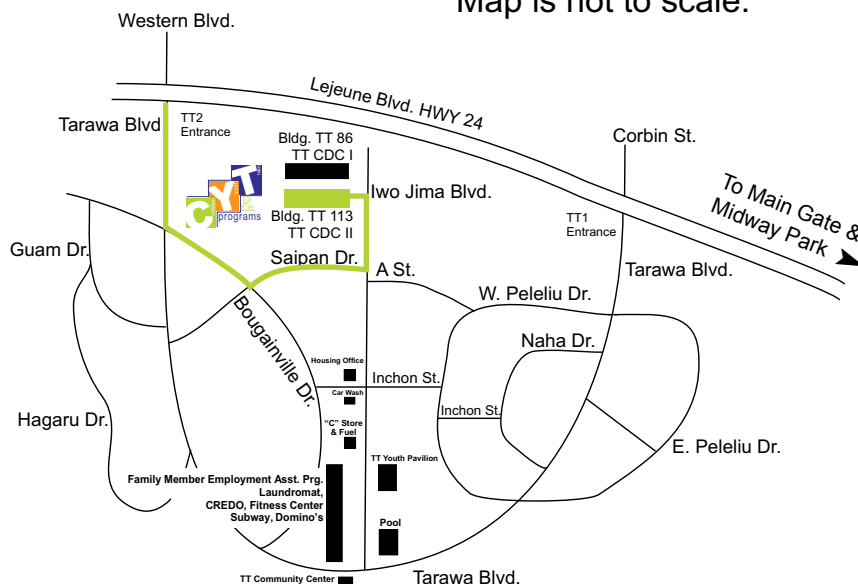 Map is not to scale.
Western Blvd.
Lejeune Blvd. HWY 24
Tarawa Blvd
TT2
Entrance
Bldg. TT 86
TT CDC I
Corbin St.
CYT
programs
Iwo Jima Blvd.
Bldg. TT 113
TT CDC II
To Main Gate &
Midway Park
TT1
Entrance
Guam Dr.
Saipan Dr.
A St.
Tarawa Blvd.
W. Peleliu Dr.
Bougainville Dr.
Naha Dr.
Housing Office
Inchon St.
Car Wash
Inchon St.
Hagaru Dr.
"C" Store
& Fuel
E. Peleliu Dr.
TT Youth Pavilion
Family Member Employment Asst. Prg.
Laundromat,
CREDO, Fitness Center
Subway, Domino's
Pool
TT Community Center
Tarawa Blvd.